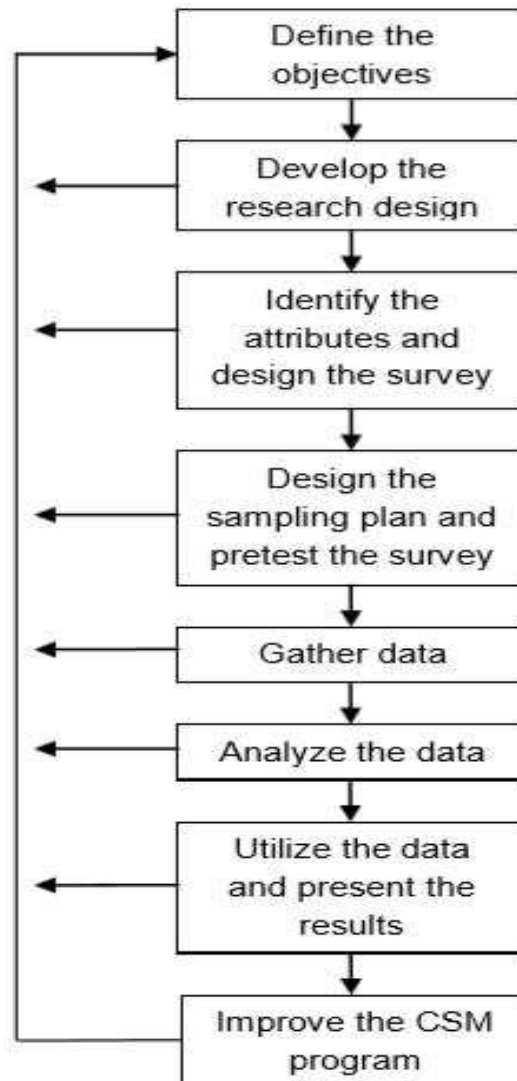 Define the
objectives
Develop the
research design
Identify the
attributes and
design the survey
Design the
sampling plan and
pretest the survey
Gather data
Analyze the data
Utilize the data
and present the
results
Improve the CSM
program